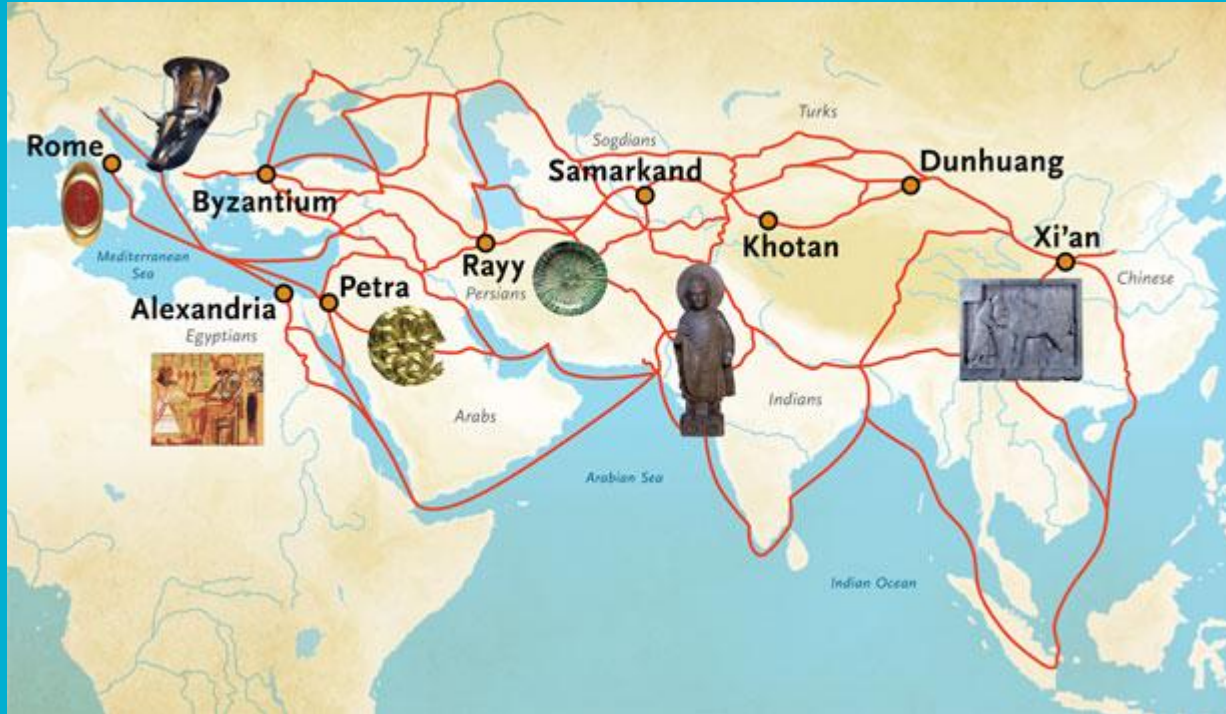 Rome
Byzantium
Mediterranean
Sea
Alexandria
Egyptians
Petra
Rayy
Persians
Arabs
Sogdians
Samarkand
Turks
Dunhuang
Khotan
Xi'an
Chinese
Indians
Arabian Sea
Indian Ocean